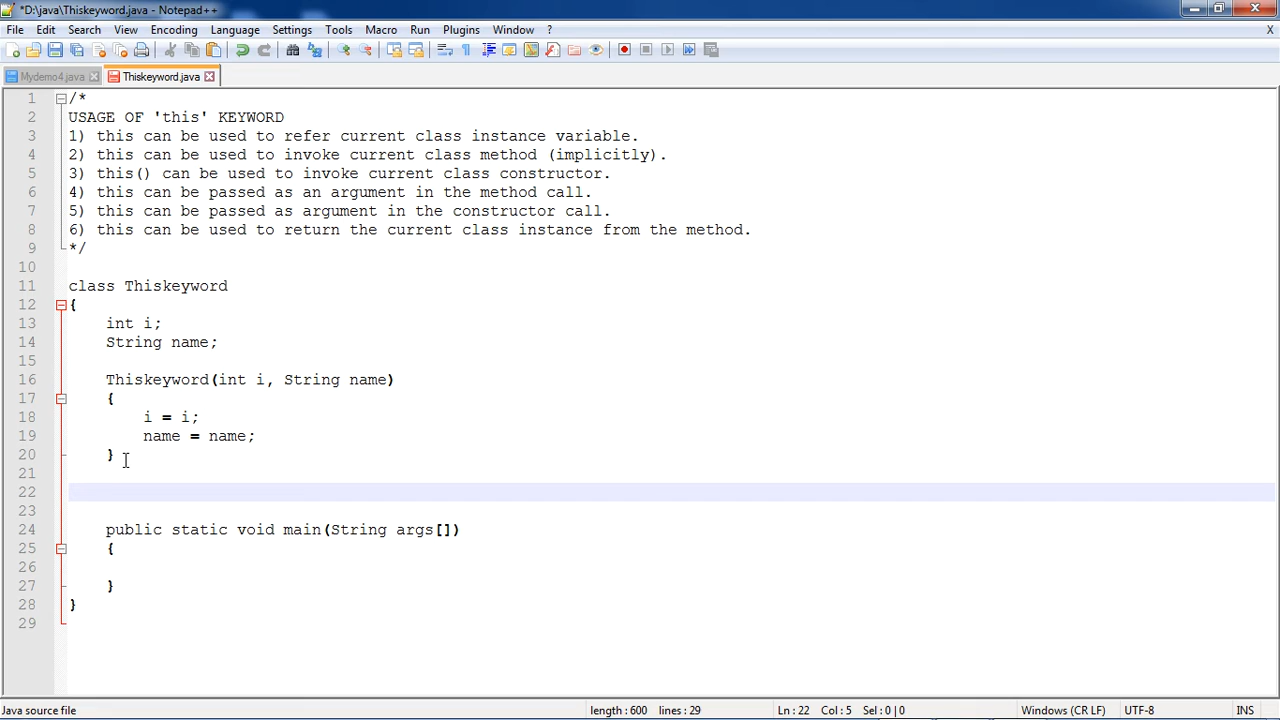 *D:\java\Thiskeyword.java - Notepad++
File Edit Search View Encoding Language Settings Tools Macro Run Plugins Window ? X
Mydemo4.java Thiskeyword.java
1 /*
2 USAGE OF 'this' KEYWORD
3 1) this can be used to refer current class instance variable.
4 2) this can be used to invoke current class method (implicitly).
5 3) this() can be used to invoke current class constructor.
6 4) this can be passed as an argument in the method call.
7 5) this can be passed as argument in the constructor call.
8 6) this can be used to return the current class instance from the method.
9 */
10
11 class Thiskeyword
12 {
13 int i;
14 String name;
15
16 Thiskeyword(int i, String name)
17 {
18 i = i;
19 name = name;
20 }
21
22
23
24 public static void main(String args[])
25 {
26
27 }
28 }
29
Java source file length : 600 lines : 29 Ln : 22 Col : 5 Sel : 0 | 0 Windows (CR LF) UTF-8 INS